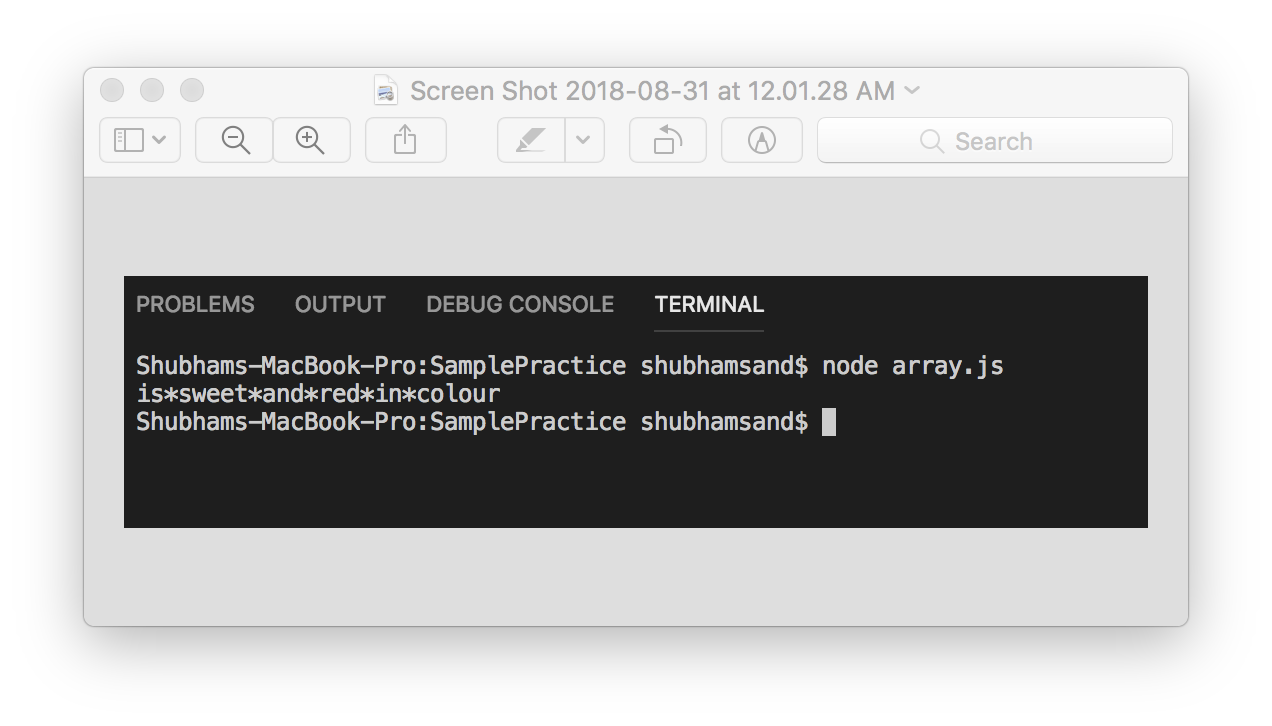 Screen Shot 2018-08-31 at 12.01.28 AM
Search
PROBLEMS OUTPUT DEBUG CONSOLE TERMINAL
Shubhams-MacBook-Pro:SamplePractice shubhamsand$ node array.js
is*sweet*and*red*in*colour
Shubhams-MacBook-Pro:SamplePractice shubhamsand$